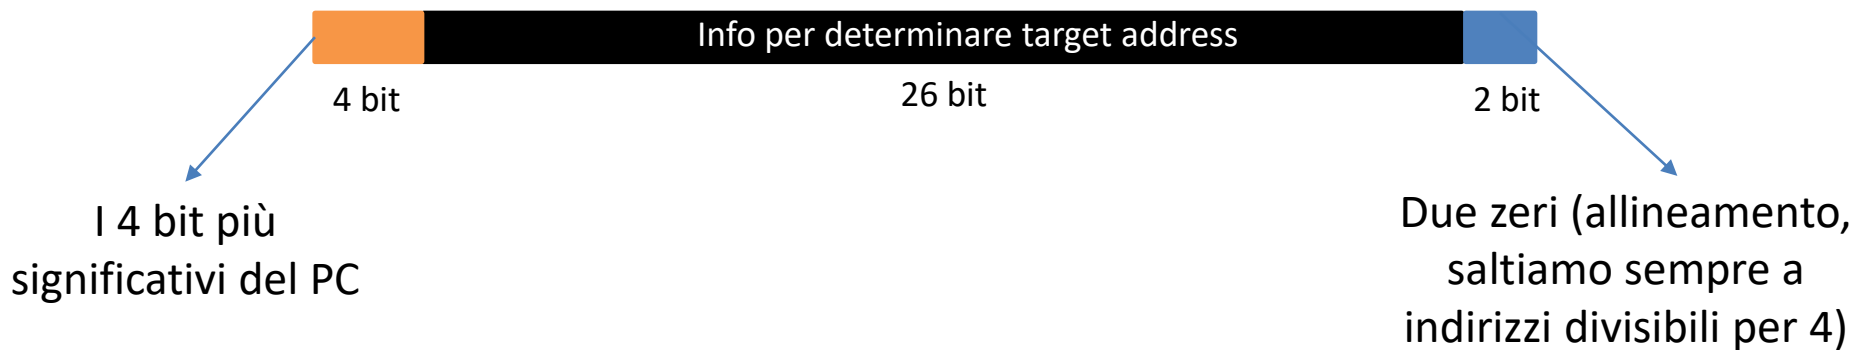 Info per determinare target address
4 bit
26 bit
2 bit
I 4 bit più
significativi del PC
Due zeri (allineamento,
saltiamo sempre a
indirizzi divisibili per 4)